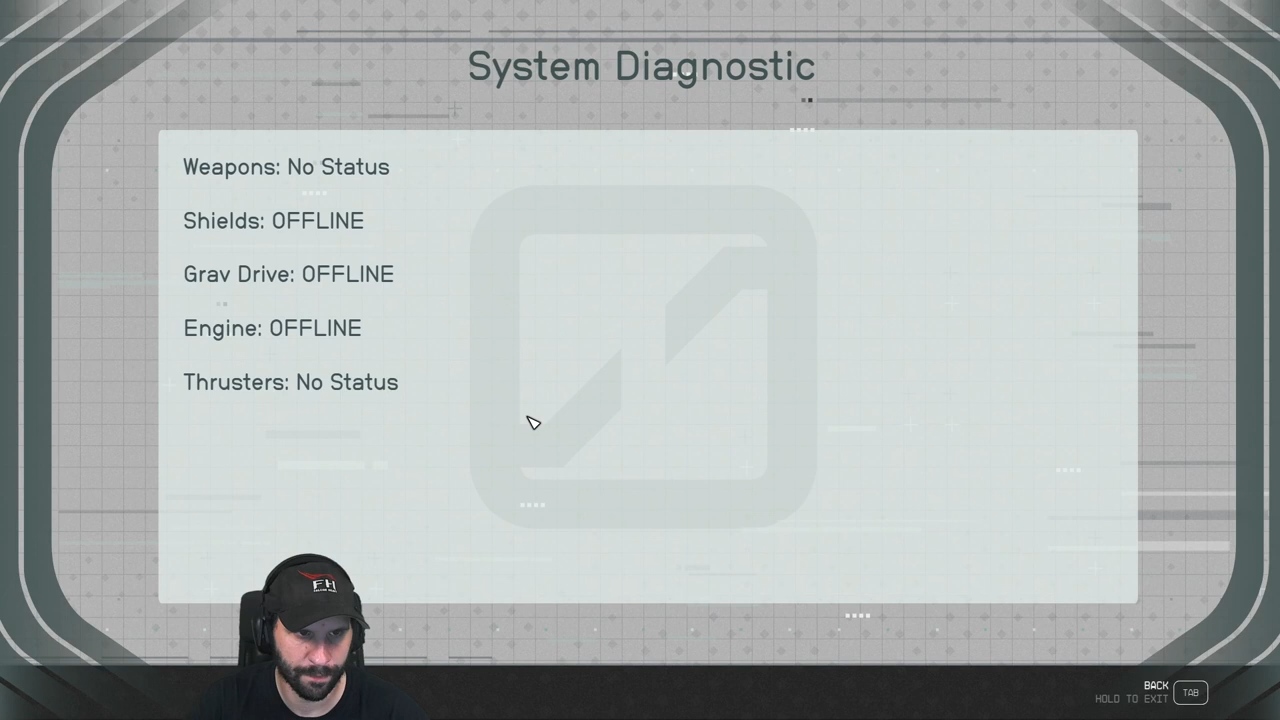 System Diagnostic
Weapons: No Status
Shields: OFFLINE
Grav Drive: OFFLINE
Engine: OFFLINE
Thrusters: No Status
FH
BACK
HOLD TO EXIT
TAB